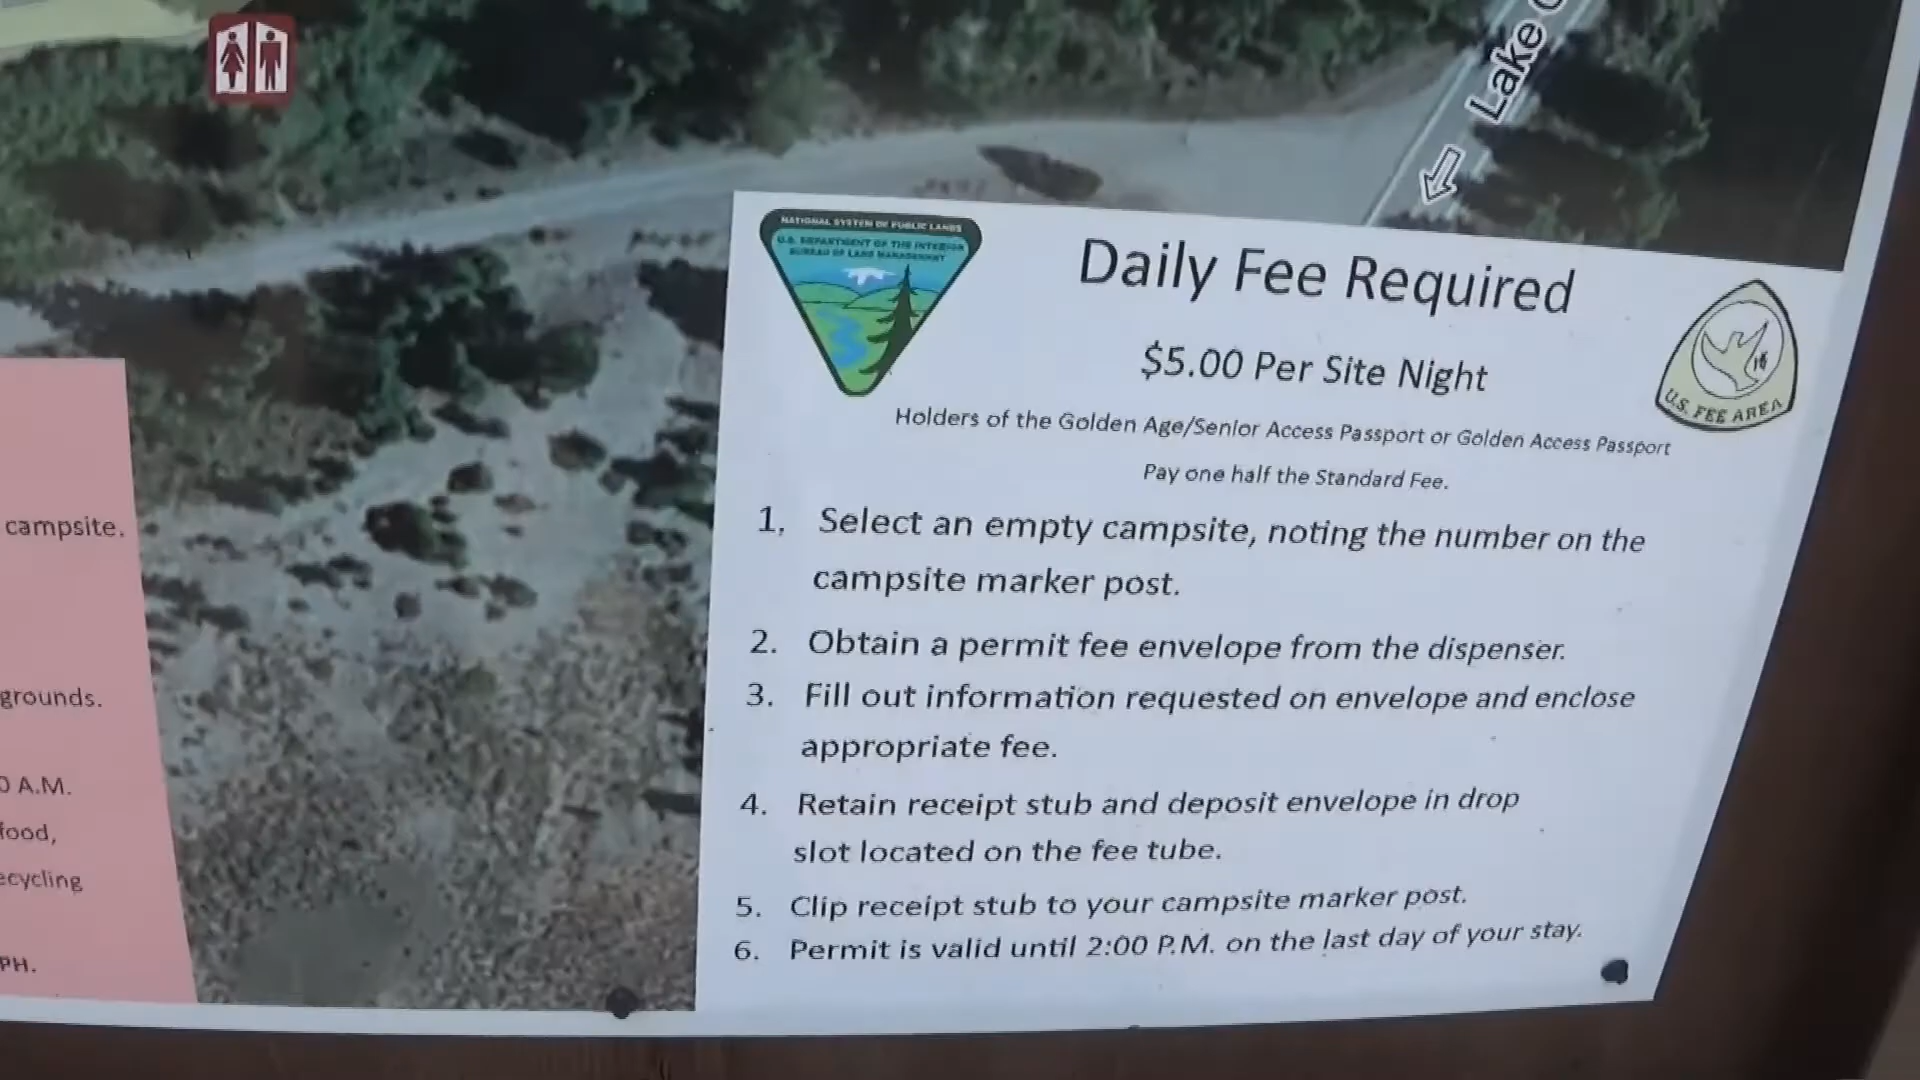 Lake
NATIONAL SYSTEM OF PUBLIC LANDS
U.S. DEPARTMENT OF THE INTERIOR
BUREAU OF LAND MANAGEMENT
Daily Fee Required
$5.00 Per Site Night
U.S. FEE AREA
Holders of the Golden Age/Senior Access Passport or Golden Access Passport
Pay one half the Standard Fee.
1. Select an empty campsite, noting the number on the
campsite marker post.
2. Obtain a permit fee envelope from the dispenser.
3. Fill out information requested on envelope and enclose
appropriate fee.
4. Retain receipt stub and deposit envelope in drop
slot located on the fee tube.
5. Clip receipt stub to your campsite marker post.
6. Permit is valid until 2:00 P.M. on the last day of your stay.
campsite.
grounds.
A.M.
food,
ecycling
PH.